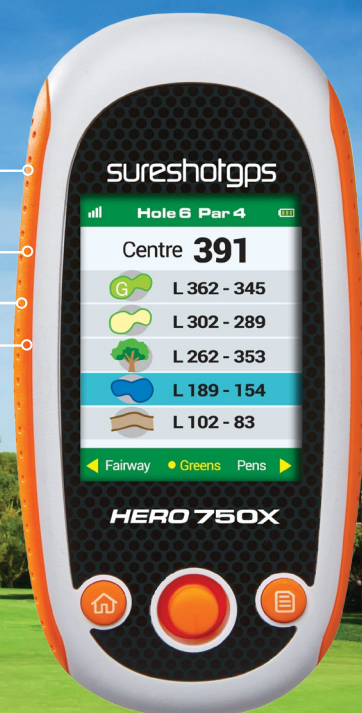 sureshotgps
Hole 6 Par 4
Centre 391
G L 362 - 345
L 302 - 289
L 262 - 353
L 189 - 154
L 102 - 83
Fairway • Greens Pens
HERO 750X